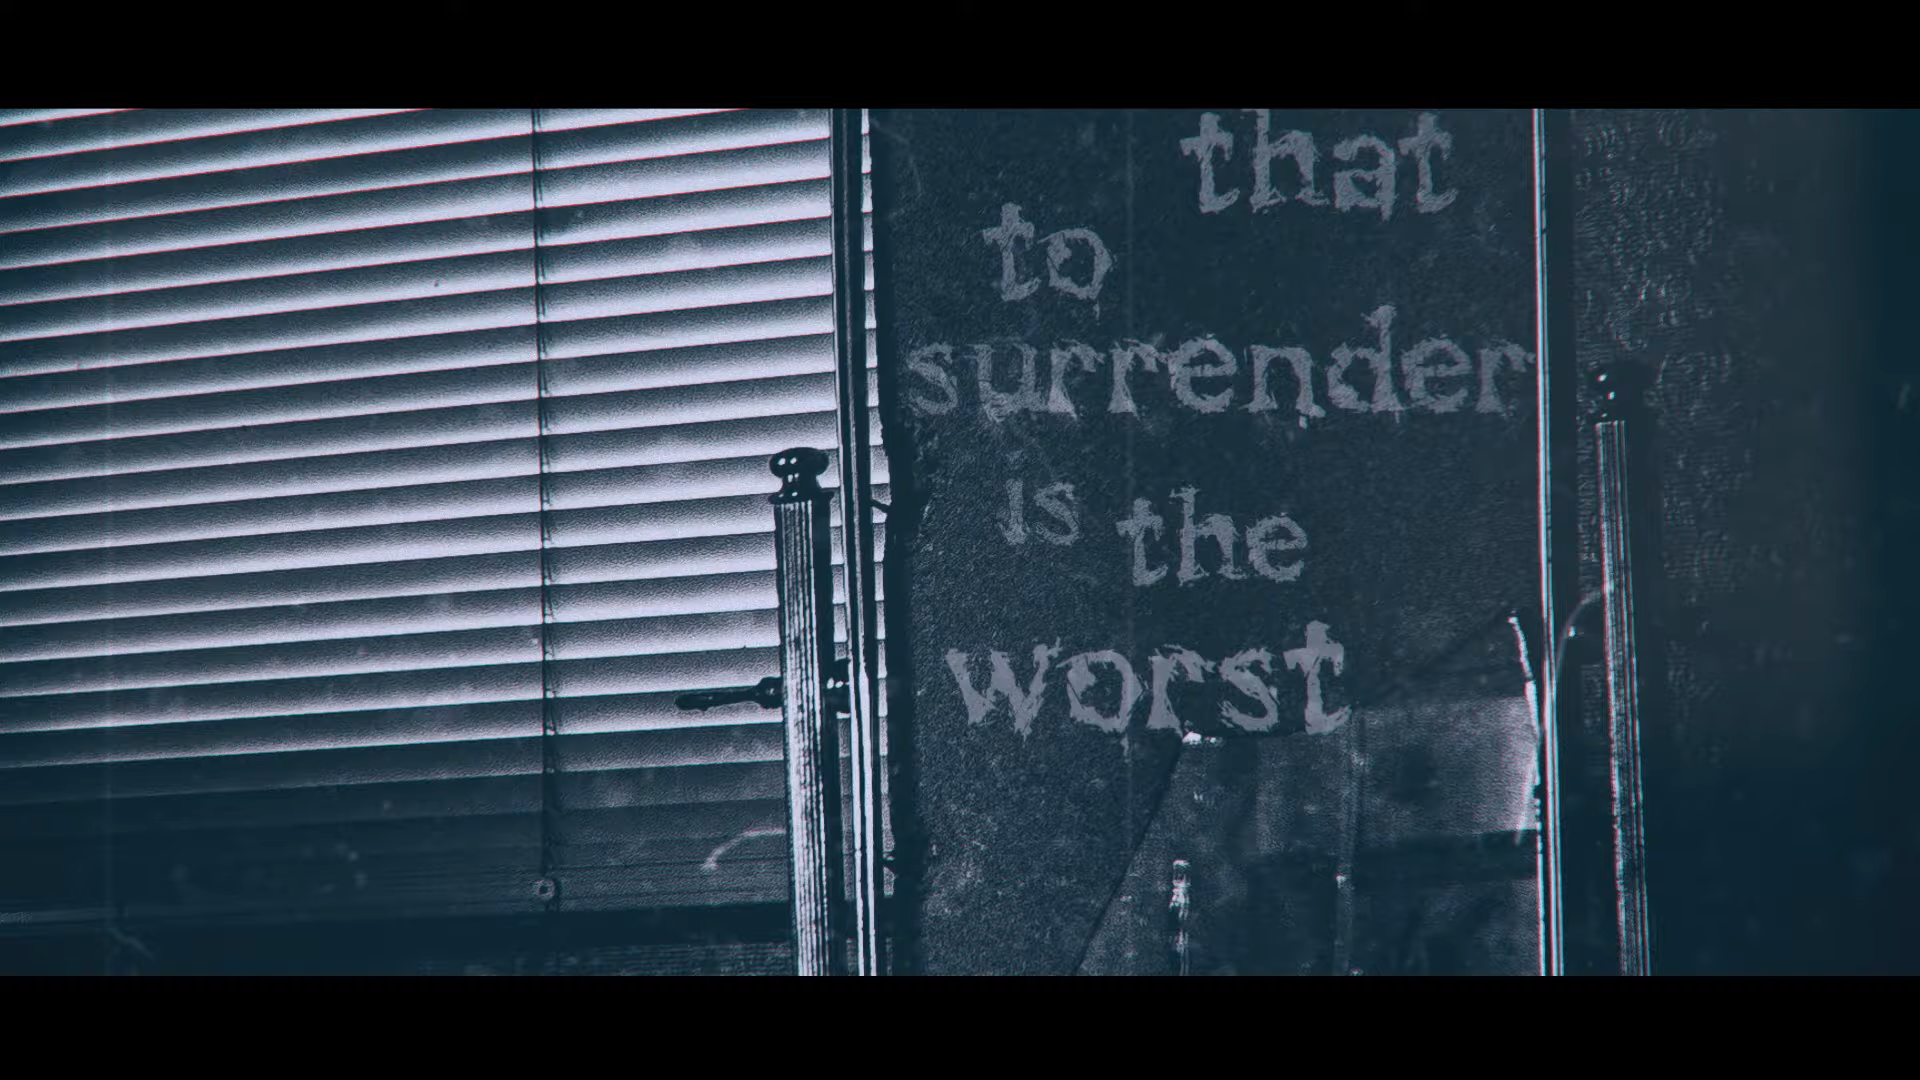 that
to
surrender
is the
worst